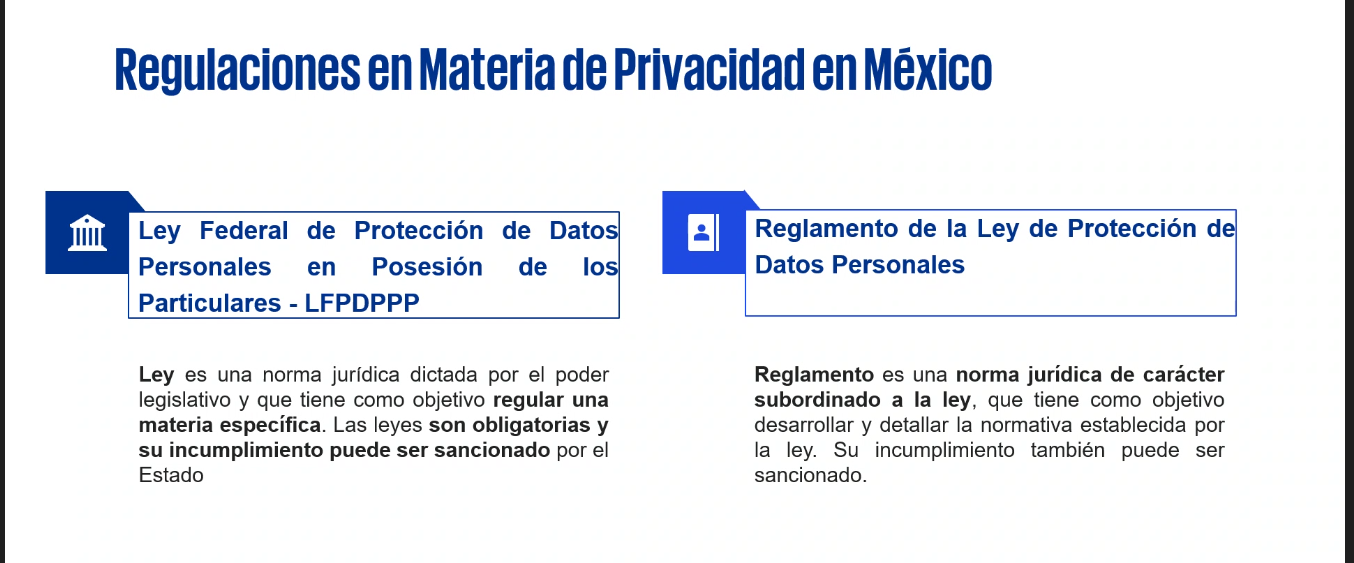 Regulaciones en Materia de Privacidad en México
Ley Federal de Protección de Datos
Personales en Posesión de los
Particulares - LFPDPPP
Ley es una norma jurídica dictada por el poder
legislativo y que tiene como objetivo regular una
materia específica. Las leyes son obligatorias y
su incumplimiento puede ser sancionado por el
Estado
Reglamento de la Ley de Protección de
Datos Personales
Reglamento es una norma jurídica de carácter
subordinado a la ley, que tiene como objetivo
desarrollar y detallar la normativa establecida por
la ley. Su incumplimiento también puede ser
sancionado.